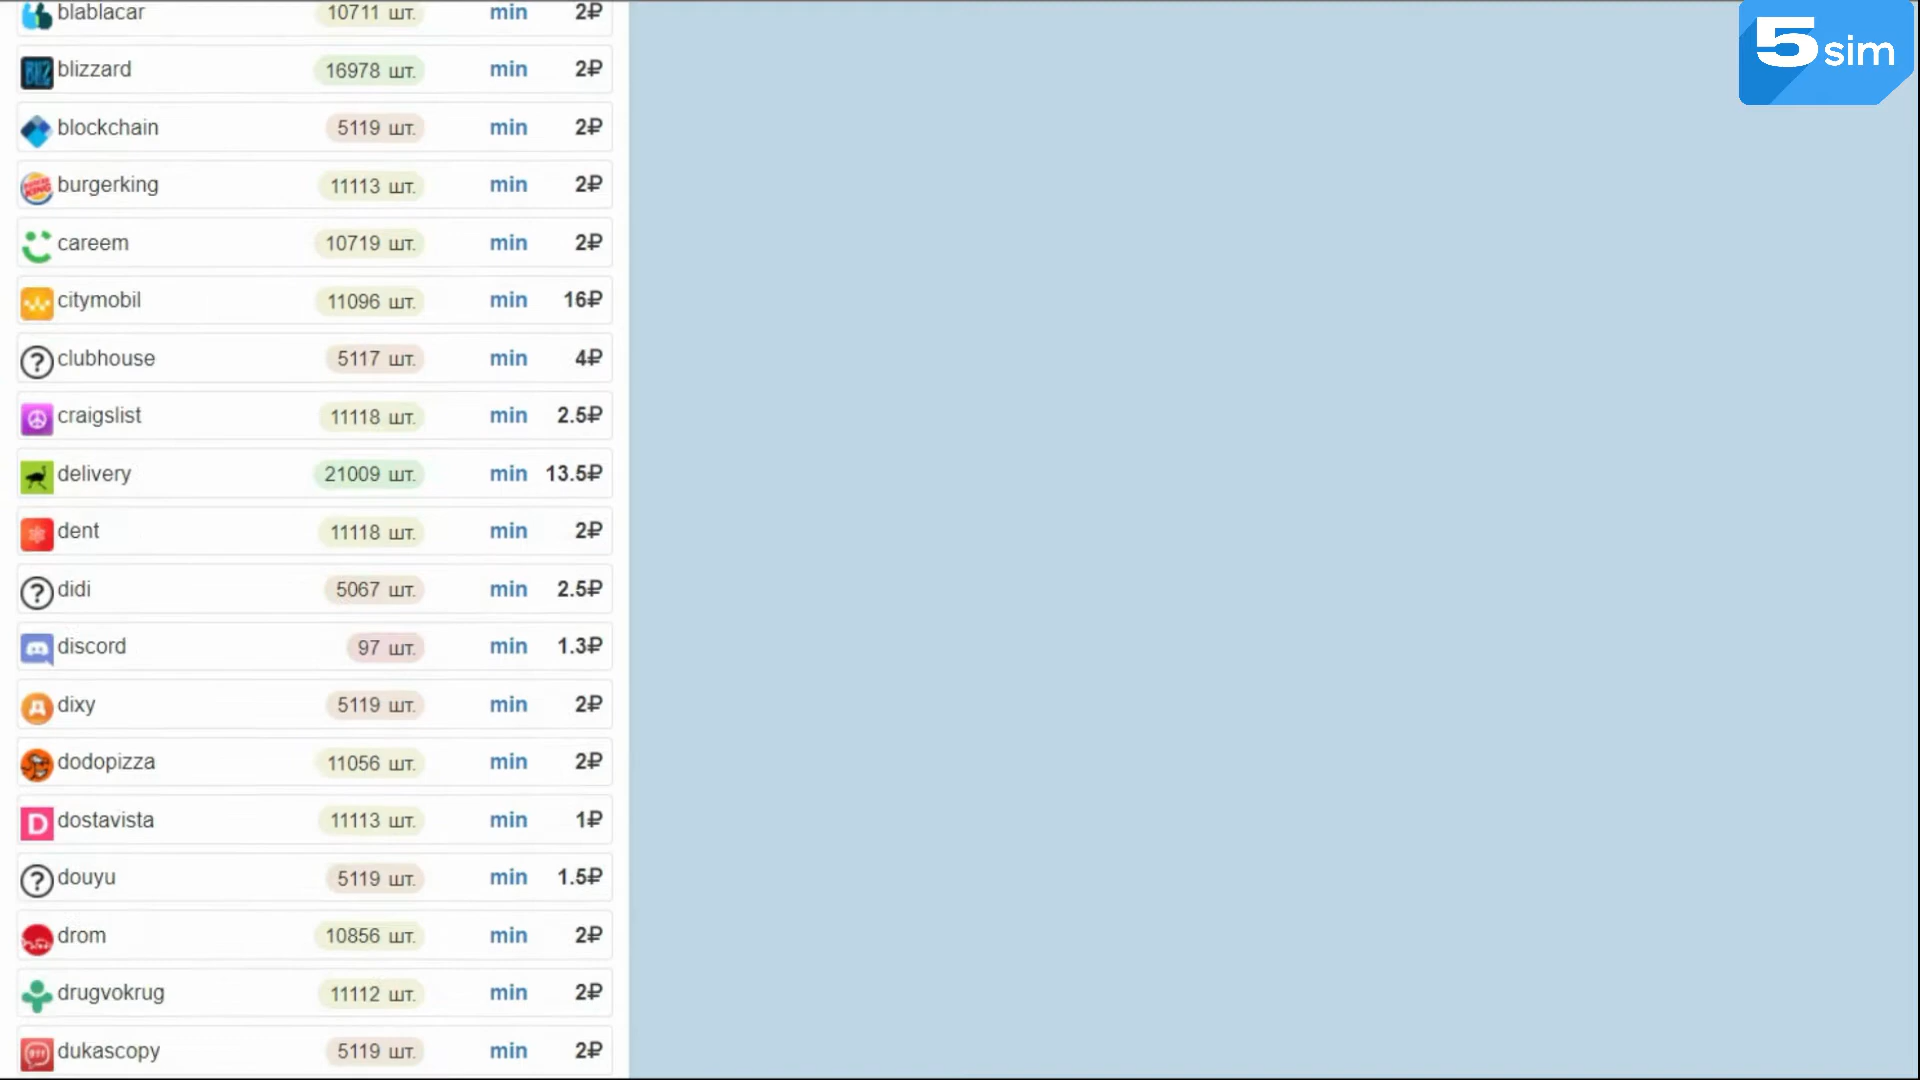 5sim
blablacar 10711 шт. min 2₽
blizzard 16978 шт. min 2₽
blockchain 5119 шт. min 2₽
burgerking 11113 шт. min 2₽
careem 10719 шт. min 2₽
citymobil 11096 шт. min 16₽
clubhouse 5117 шт. min 4₽
craigslist 11118 шт. min 2.5₽
delivery 21009 шт. min 13.5₽
dent 11118 шт. min 2₽
didi 5067 шт. min 2.5₽
discord 97 шт. min 1.3₽
dixy 5119 шт. min 2₽
dodopizza 11056 шт. min 2₽
dostavista 11113 шт. min 1₽
douyu 5119 шт. min 1.5₽
drom 10856 шт. min 2₽
drugvokrug 11112 шт. min 2₽
dukascopy 5119 шт. min 2₽